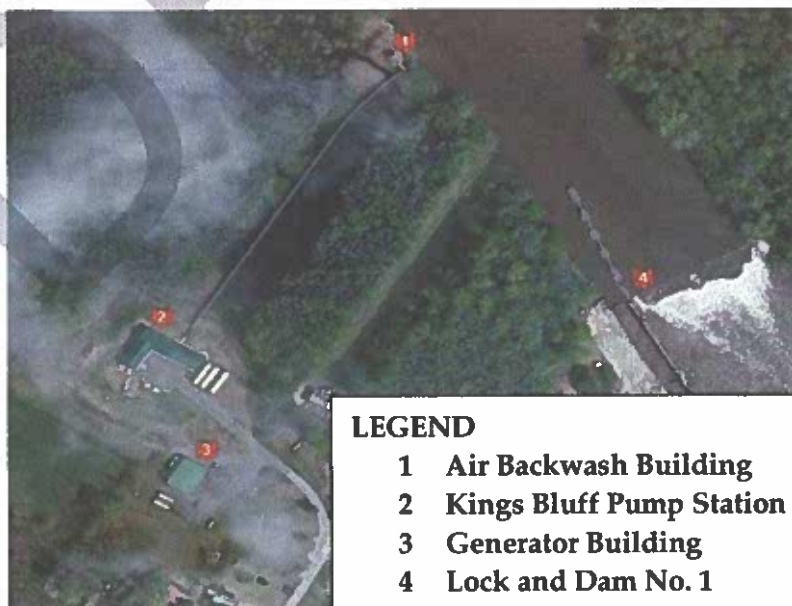 1
4
2
3
LEGEND
1 Air Backwash Building
2 Kings Bluff Pump Station
3 Generator Building
4 Lock and Dam No. 1